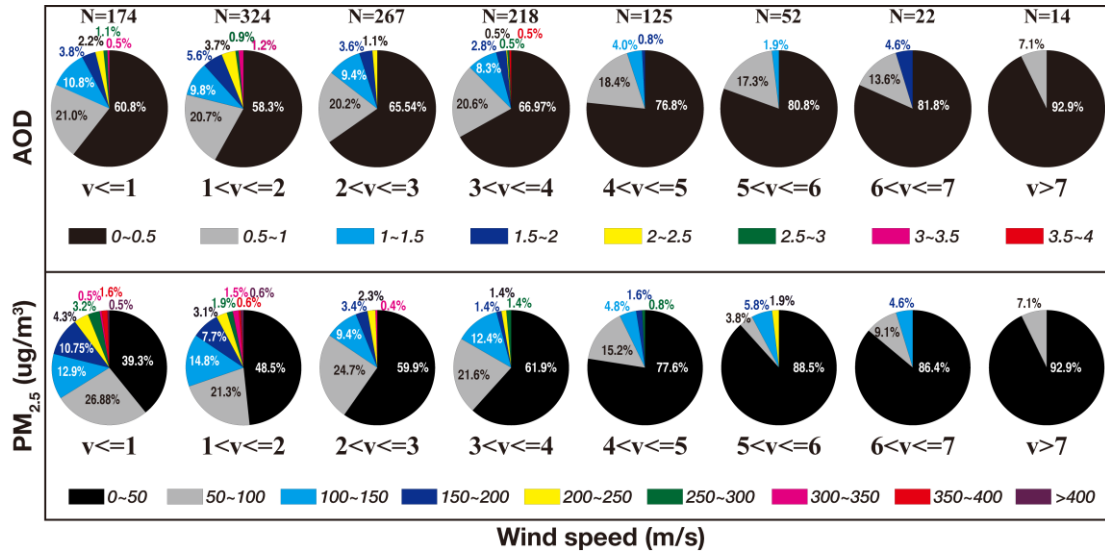 N=174 N=324 N=267 N=218 N=125 N=52 N=22 N=14
AOD
3.8% 2.2% 1.1% 0.5% 10.8% 21.0% 60.8%
5.6% 3.7% 0.9% 1.2% 9.8% 20.7% 58.3%
3.6% 1.1% 9.4% 20.2% 65.54%
2.8% 0.5% 0.5% 0.5% 8.3% 20.6% 66.97%
4.0% 0.8% 18.4% 76.8%
1.9% 17.3% 80.8%
4.6% 13.6% 81.8%
7.1% 92.9%
v<=1 1<v<=2 2<v<=3 3<v<=4 4<v<=5 5<v<=6 6<v<=7 v>7
0~0.5 0.5~1 1~1.5 1.5~2 2~2.5 2.5~3 3~3.5 3.5~4
PM2.5 (ug/m³)
4.3% 3.2% 0.5% 1.6% 0.5% 10.75% 12.9% 26.88% 39.3%
3.1% 1.9% 1.5% 0.6% 0.6% 7.7% 14.8% 21.3% 48.5%
3.4% 2.3% 0.4% 9.4% 24.7% 59.9%
1.4% 1.4% 1.4% 12.4% 21.6% 61.9%
4.8% 1.6% 0.8% 15.2% 77.6%
3.8% 5.8% 1.9% 88.5%
4.6% 9.1% 86.4%
7.1% 92.9%
v<=1 1<v<=2 2<v<=3 3<v<=4 4<v<=5 5<v<=6 6<v<=7 v>7
0~50 50~100 100~150 150~200 200~250 250~300 300~350 350~400 >400
Wind speed (m/s)